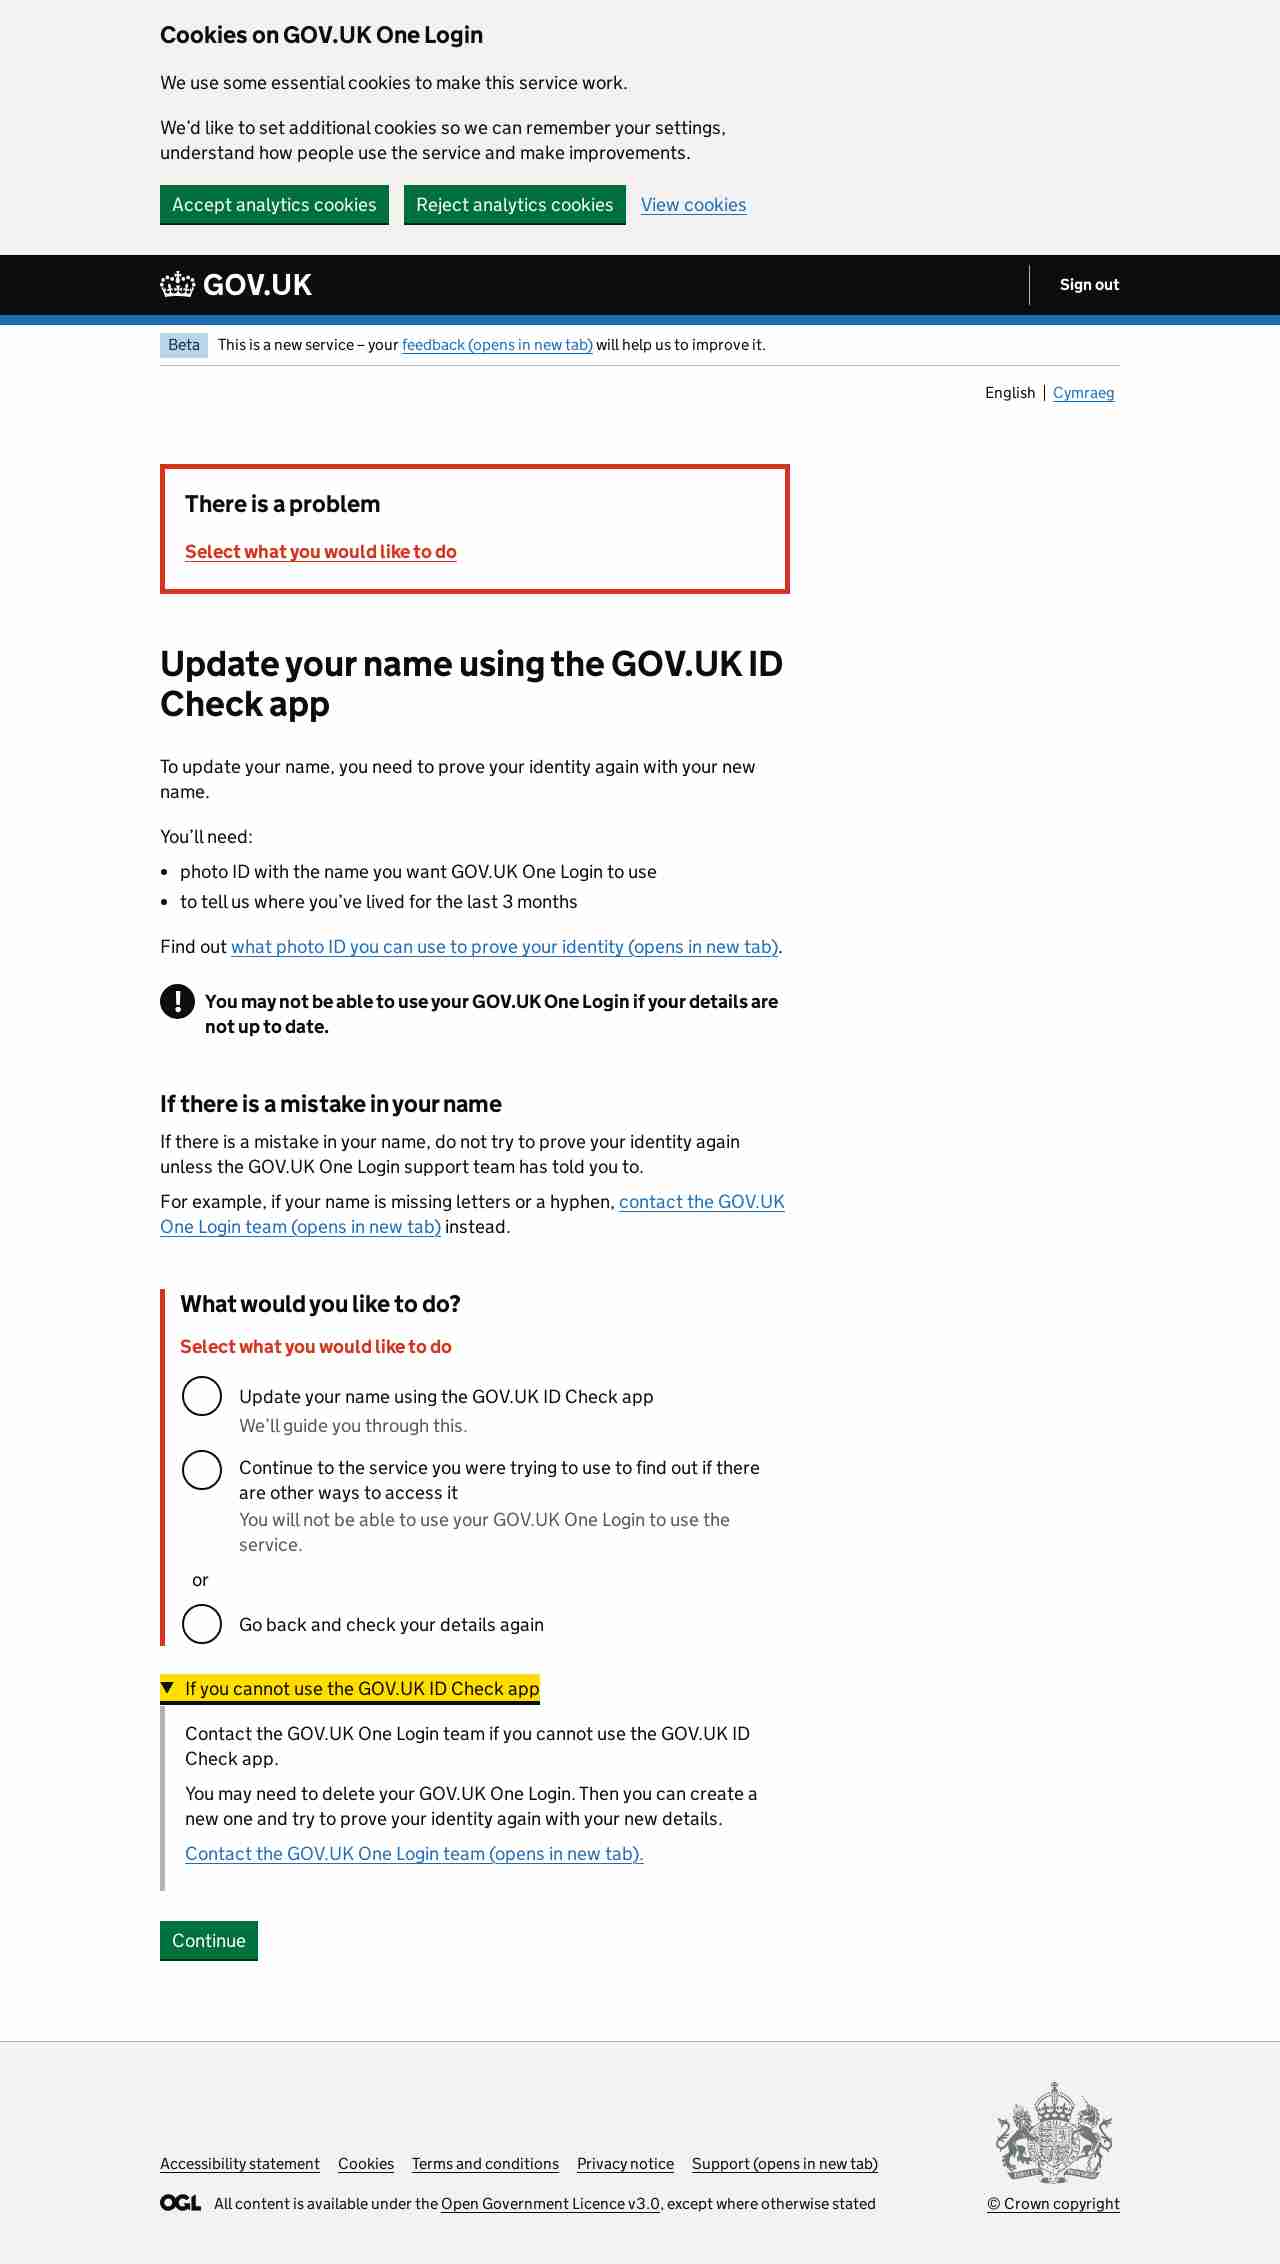 Cookies on GOV.UK One Login
We use some essential cookies to make this service work.
We’d like to set additional cookies so we can remember your settings,
understand how people use the service and make improvements.
Accept analytics cookies
Reject analytics cookies
View cookies
GOV.UK
Sign out
Beta
This is a new service – your feedback (opens in new tab) will help us to improve it.
English
Cymraeg
There is a problem
Select what you would like to do
Update your name using the GOV.UK ID
Check app
To update your name, you need to prove your identity again with your new
name.
You’ll need:
• photo ID with the name you want GOV.UK One Login to use
• to tell us where you’ve lived for the last 3 months
Find out what photo ID you can use to prove your identity (opens in new tab).
! You may not be able to use your GOV.UK One Login if your details are
not up to date.
If there is a mistake in your name
If there is a mistake in your name, do not try to prove your identity again
unless the GOV.UK One Login support team has told you to.
For example, if your name is missing letters or a hyphen, contact the GOV.UK
One Login team (opens in new tab) instead.
What would you like to do?
Select what you would like to do
Update your name using the GOV.UK ID Check app
We’ll guide you through this.
Continue to the service you were trying to use to find out if there
are other ways to access it
You will not be able to use your GOV.UK One Login to use the
service.
or
Go back and check your details again
If you cannot use the GOV.UK ID Check app
Contact the GOV.UK One Login team if you cannot use the GOV.UK ID
Check app.
You may need to delete your GOV.UK One Login. Then you can create a
new one and try to prove your identity again with your new details.
Contact the GOV.UK One Login team (opens in new tab).
Continue
Accessibility statement
Cookies
Terms and conditions
Privacy notice
Support (opens in new tab)
OGL
All content is available under the Open Government Licence v3.0, except where otherwise stated
© Crown copyright